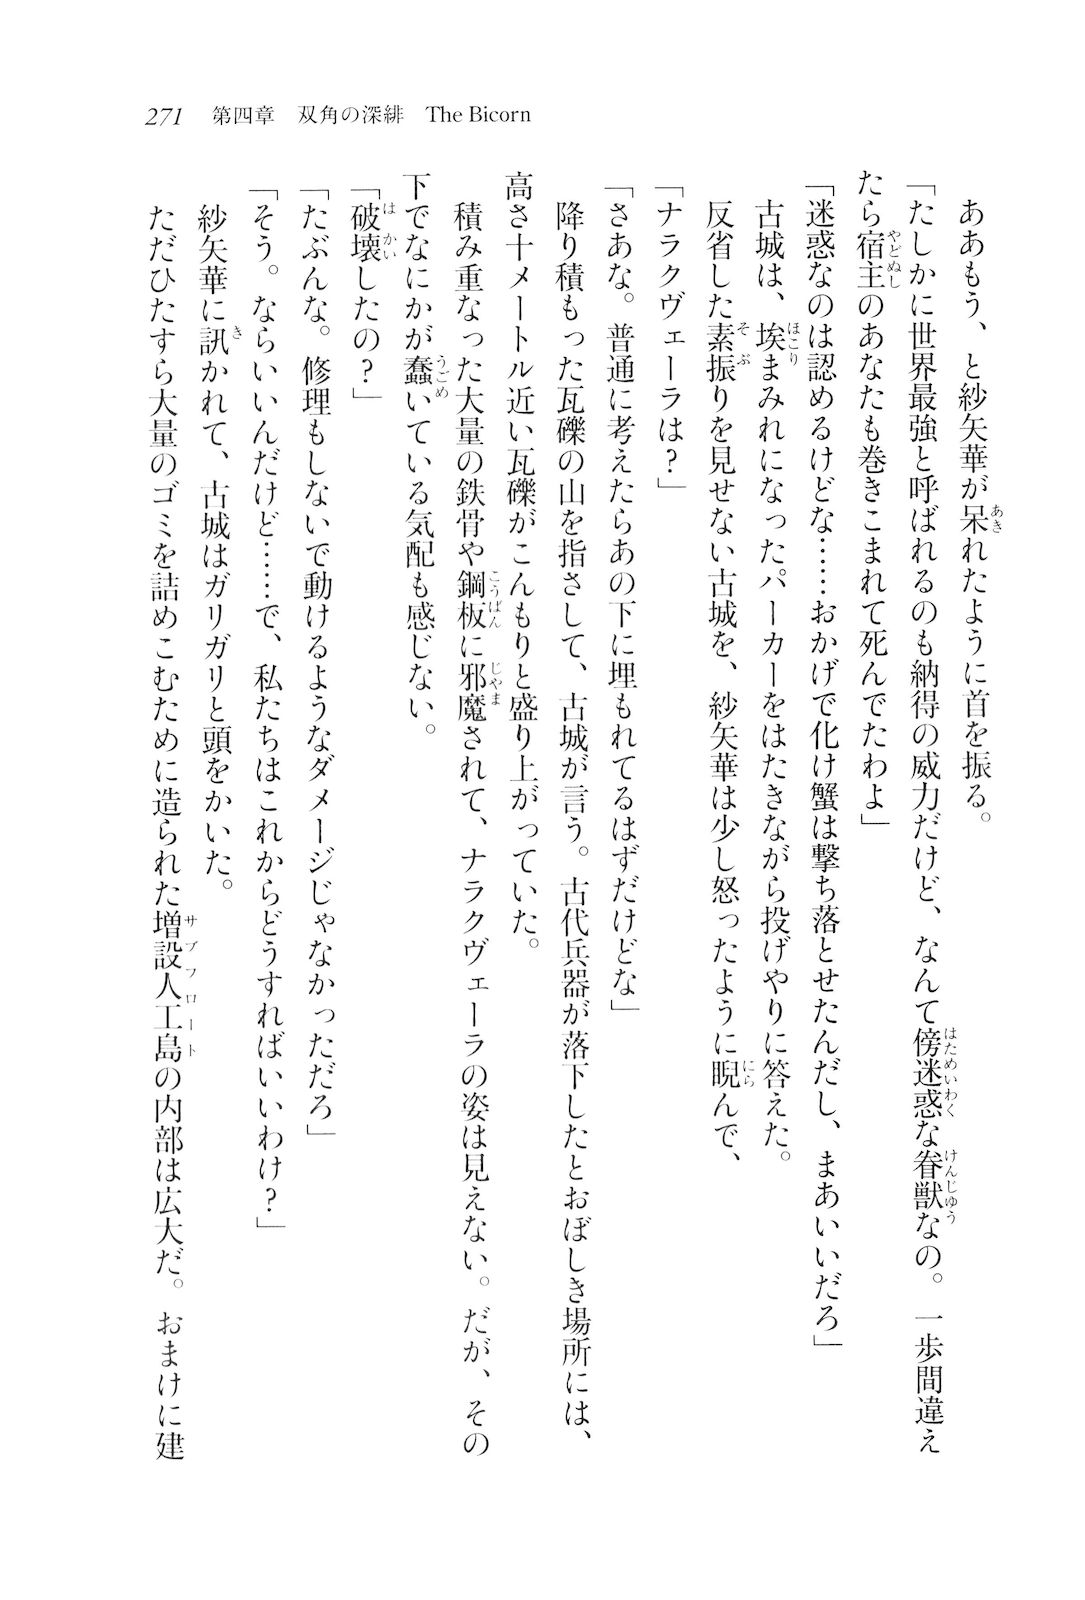 271　第四章　双角の深緋　The Bicorn
　ああもう、と紗矢華が呆れたように首を振る。
「たしかに世界最強と呼ばれるのも納得の威力だけど、なんて傍迷惑な眷獣なの。一歩間違え
たら宿主のあなたも巻きこまれて死んでたわよ」
「迷惑なのは認めるけどな……おかげで化け蟹は撃ち落とせたんだし、まあいいだろ」
　古城は、埃まみれになったパーカーをはたきながら投げやりに答えた。
　反省した素振りを見せない古城を、紗矢華は少し怒ったように睨んで、
「ナラクヴェーラは？」
「さあな。普通に考えたらあの下に埋もれてるはずだけどな」
　降り積もった瓦礫の山を指さして、古城が言う。古代兵器が落下したとおぼしき場所には、
高さ十メートル近い瓦礫がこんもりと盛り上がっていた。
　積み重なった大量の鉄骨や鋼板に邪魔されて、ナラクヴェーラの姿は見えない。だが、その
下でなにかが蠢いている気配も感じない。
「破壊したの？」
「たぶんな。修理もしないで動けるようなダメージじゃなかっただろ」
「そう。ならいいんだけど……で、私たちはこれからどうすればいいわけ？」
　紗矢華に訊かれて、古城はガリガリと頭をかいた。
　ただひたすら大量のゴミを詰めこむために造られた増設人工島の内部は広大だ。おまけに建